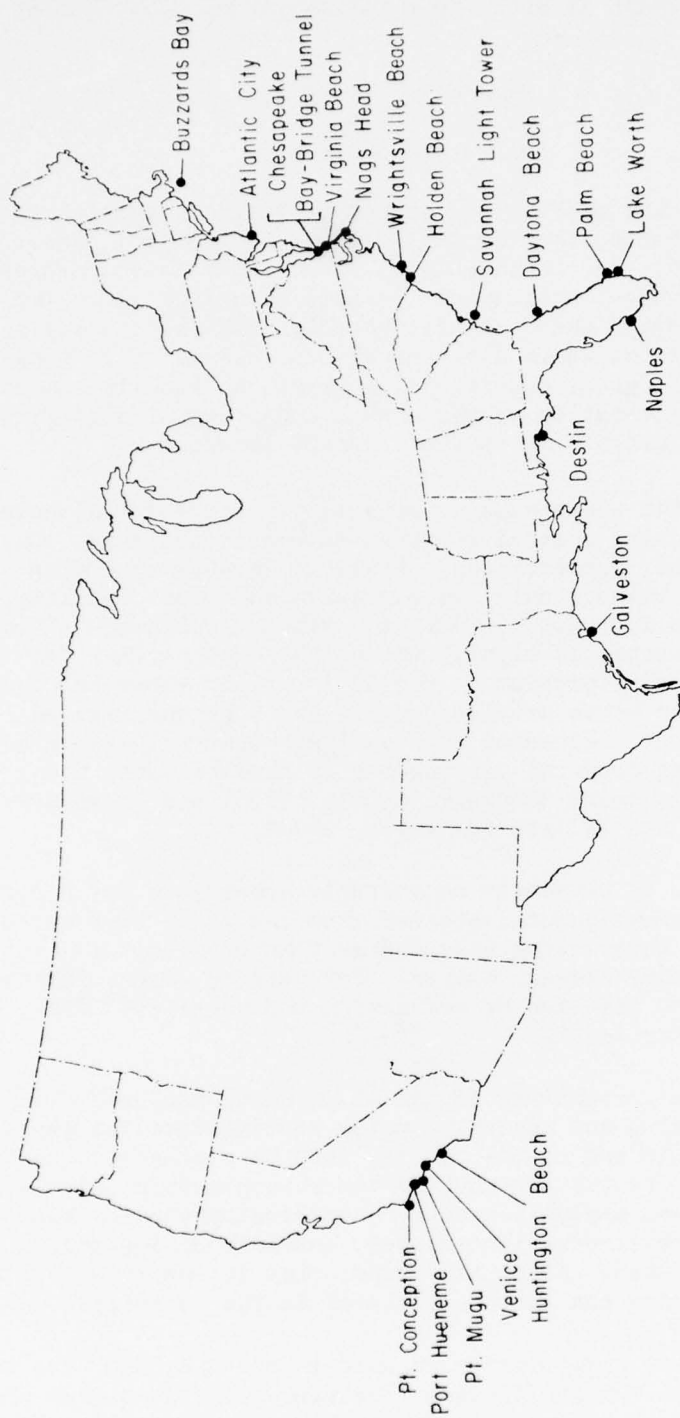 Buzzards Bay
Atlantic City
Chesapeake
Bay-Bridge Tunnel
Virginia Beach
Nags Head
Wrightsville Beach
Holden Beach
Savannah Light Tower
Daytona Beach
Palm Beach
Lake Worth
Naples
Destin
Galveston
Pt. Conception
Port Hueneme
Pt. Mugu
Venice
Huntington Beach